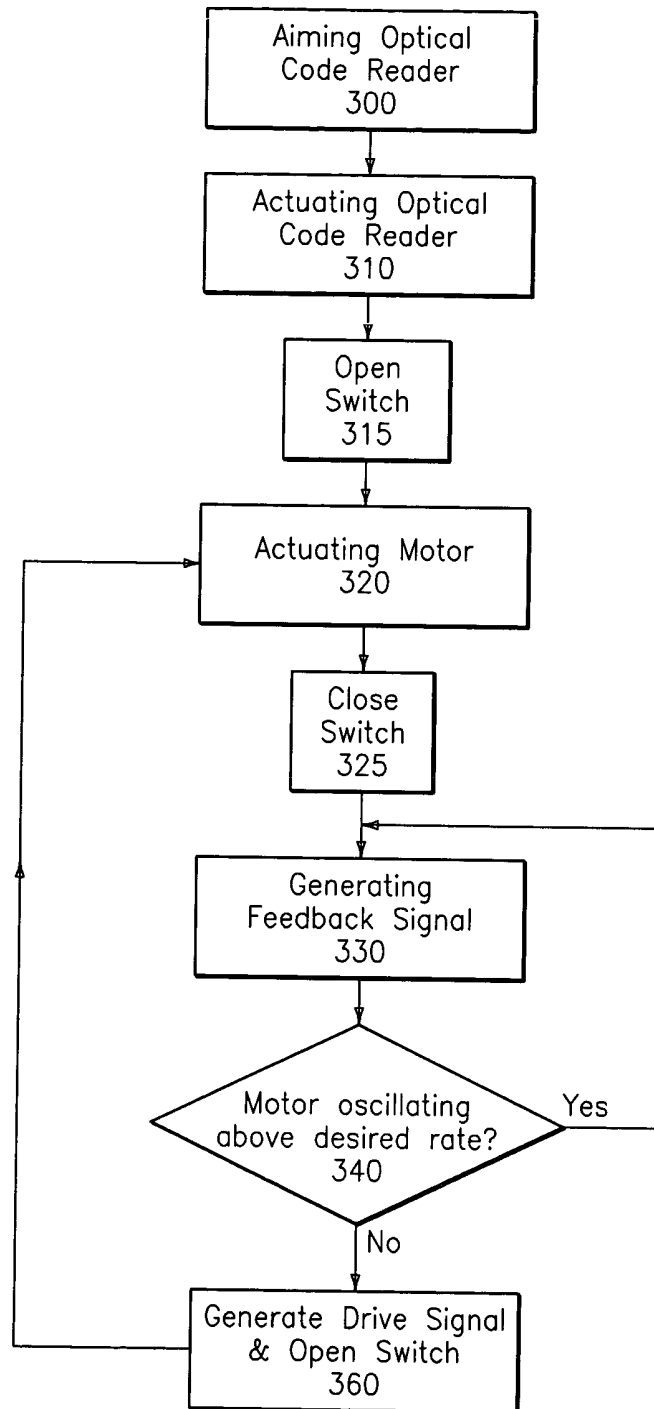 Aiming Optical
Code Reader
300
Actuating Optical
Code Reader
310
Open
Switch
315
Actuating Motor
320
Close
Switch
325
Generating
Feedback Signal
330
Motor oscillating
above desired rate?
340
Yes
No
Generate Drive Signal
& Open Switch
360